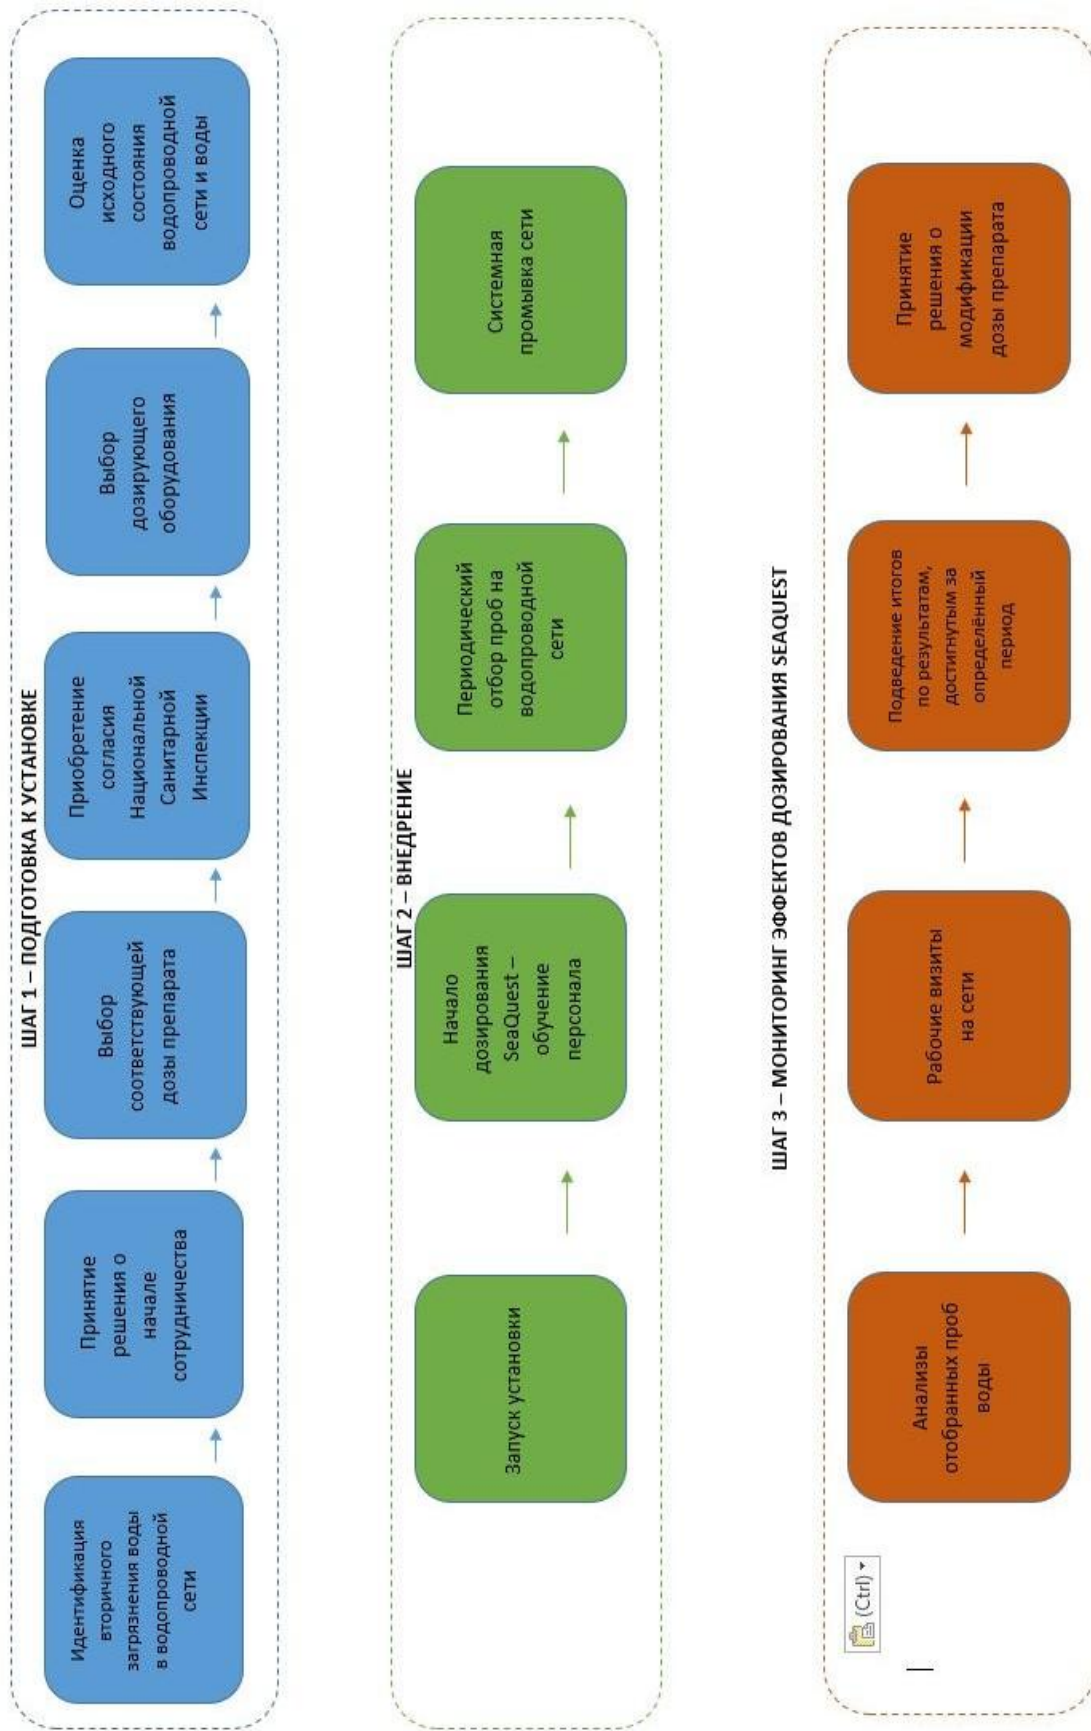 ШАГ 1 – ПОДГОТОВКА К УСТАНОВКЕ
Идентификация
вторичного
загрязнения воды
в водопроводной
сети
Принятие
решения о
начале
сотрудничества
Выбор
соответствующей
дозы препарата
Приобретение
согласия
Национальной
Санитарной
Инспекции
Выбор
дозирующего
оборудования
Оценка
исходного
состояния
водопроводной
сети и воды
ШАГ 2 – ВНЕДРЕНИЕ
Запуск установки
Начало
дозирования
SeaQuest –
обучение
персонала
Периодический
отбор проб на
водопроводной
сети
Системная
промывка сети
ШАГ 3 – МОНИТОРИНГ ЭФФЕКТОВ ДОЗИРОВАНИЯ SEAQUEST
Анализы
отобранных проб
воды
Рабочие визиты
на сети
Подведение итогов
по результатам,
достигнутым за
определённый
период
Принятие
решения о
модификации
дозы препарата
(Ctrl)